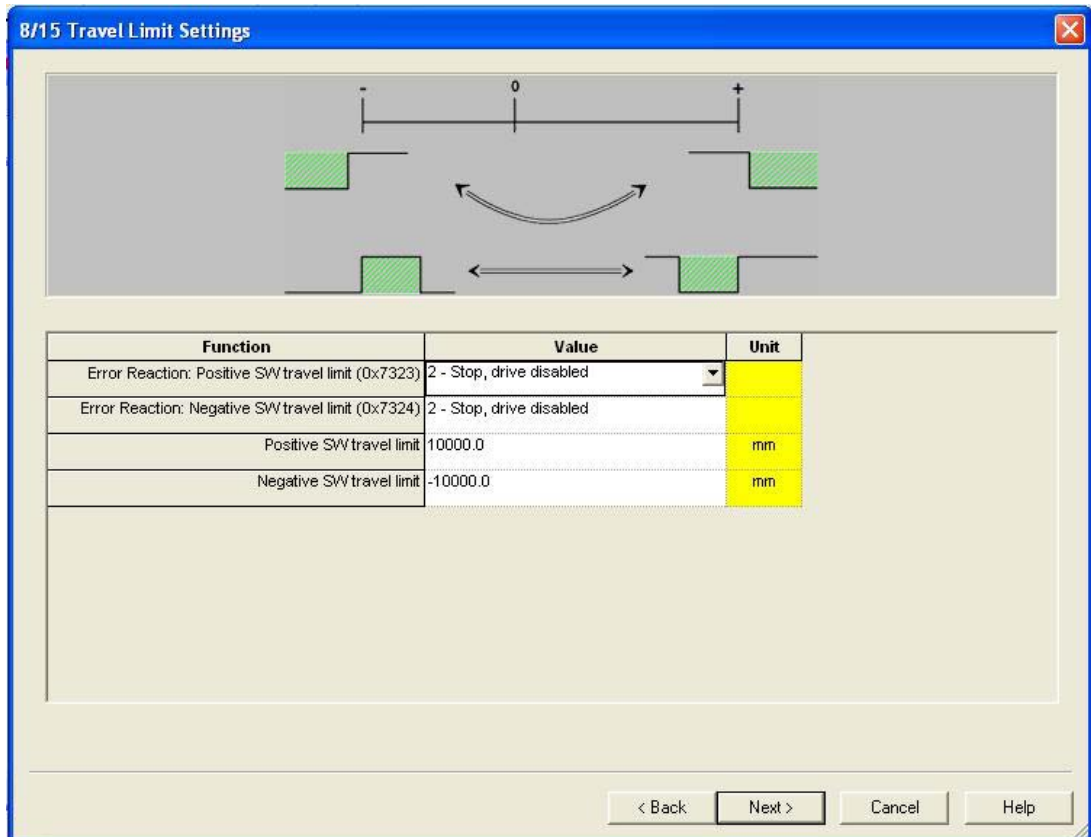 8/15 Travel Limit Settings
- 0 +
Function Value Unit
Error Reaction: Positive SW travel limit (0x7323) 2 - Stop, drive disabled
Error Reaction: Negative SW travel limit (0x7324) 2 - Stop, drive disabled
Positive SW travel limit 10000.0 mm
Negative SW travel limit -10000.0 mm
< Back Next > Cancel Help